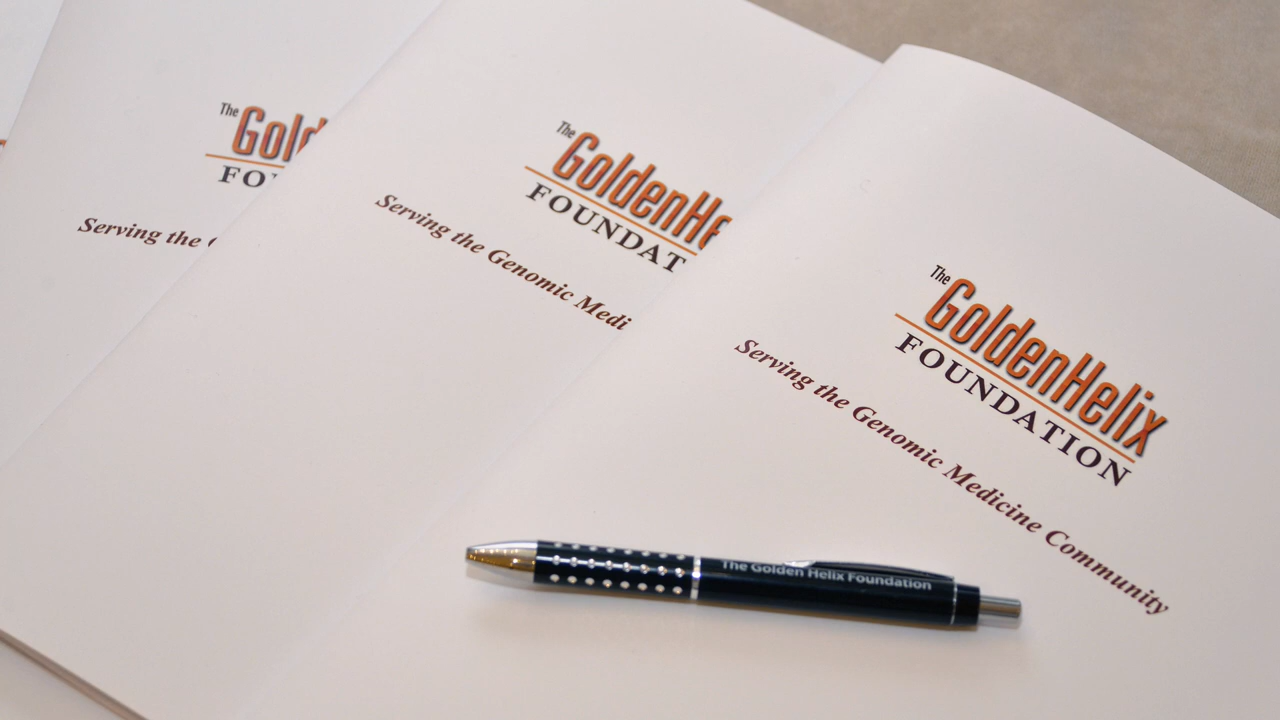 The
Gold
FO
Serving the
The
GoldenHe
FOUNDAT
Serving the Genomic Medi
The
GoldenHelix
FOUNDATION
Serving the Genomic Medicine Community
The Golden Helix Foundation